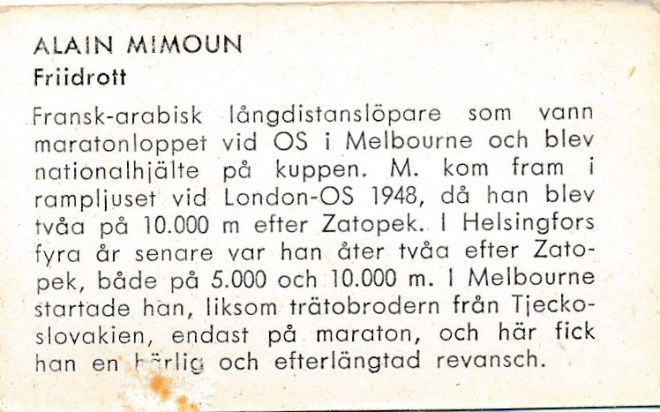 ALAIN MIMOUN
Friidrott
Fransk-arabisk långdistanslöpare som vann
maratonloppet vid OS i Melbourne och blev
nationalhjälte på kuppen. M. kom fram i
rampljuset vid London-OS 1948, då han blev
tvåa på 10.000 m efter Zatopek. I Helsingfors
fyra år senare var han åter tvåa efter Zato-
pek, både på 5.000 och 10.000 m. I Melbourne
startade han, liksom trätobrodern från Tjecko-
slovakien, endast på maraton, och här fick
han en härlig och efterlängtad revansch.